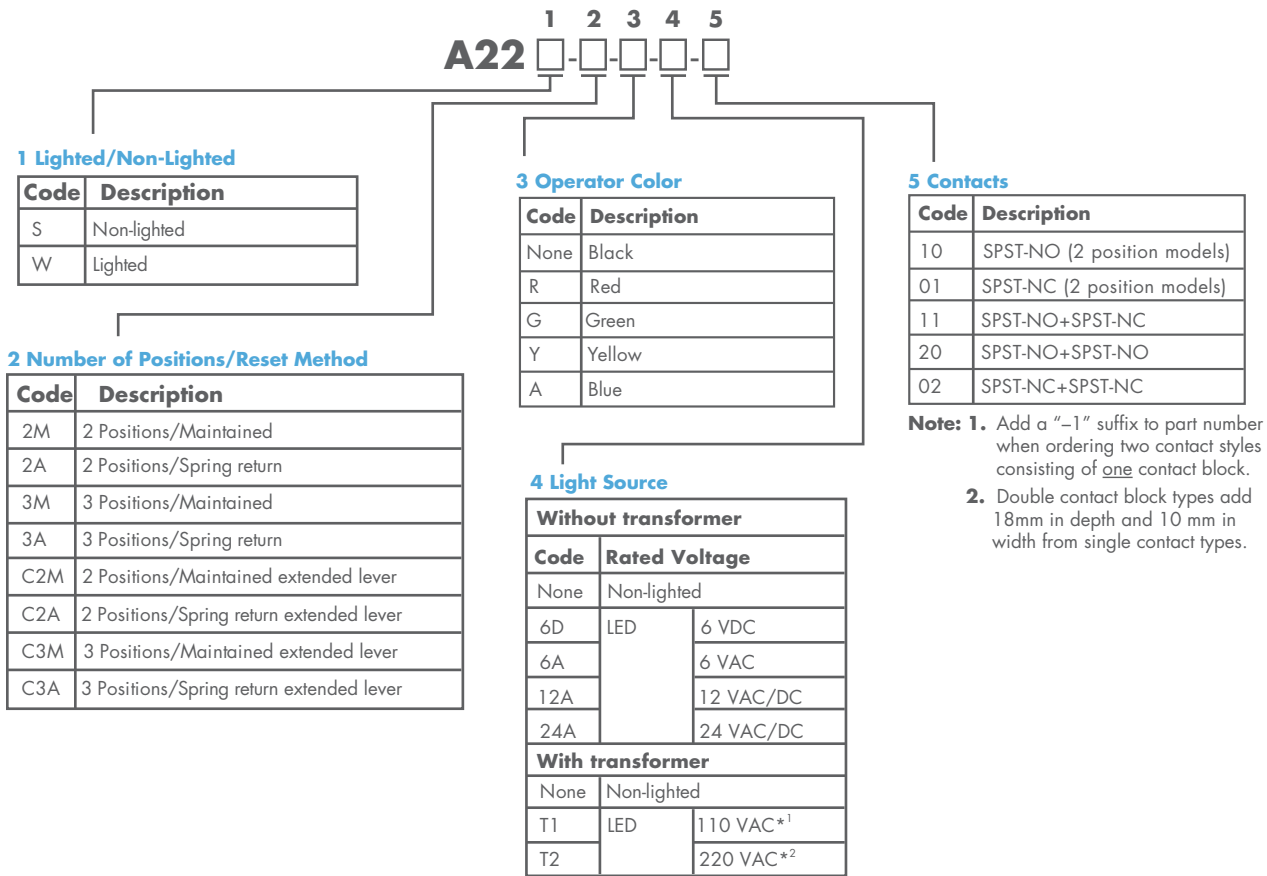 1 2 3 4 5
A22 □-□-□-□-□
1 Lighted/Non-Lighted
Code Description
S Non-lighted
W Lighted
2 Number of Positions/Reset Method
Code Description
2M 2 Positions/Maintained
2A 2 Positions/Spring return
3M 3 Positions/Maintained
3A 3 Positions/Spring return
C2M 2 Positions/Maintained extended lever
C2A 2 Positions/Spring return extended lever
C3M 3 Positions/Maintained extended lever
C3A 3 Positions/Spring return extended lever
3 Operator Color
Code Description
None Black
R Red
G Green
Y Yellow
A Blue
4 Light Source
Without transformer
Code Rated Voltage
None Non-lighted
6D LED 6 VDC
6A 6 VAC
12A 12 VAC/DC
24A 24 VAC/DC
With transformer
None Non-lighted
T1 LED 110 VAC*1
T2 220 VAC*2
5 Contacts
Code Description
10 SPST-NO (2 position models)
01 SPST-NC (2 position models)
11 SPST-NO+SPST-NC
20 SPST-NO+SPST-NO
02 SPST-NC+SPST-NC
Note: 1. Add a “–1” suffix to part number
when ordering two contact styles
consisting of one contact block.
2. Double contact block types add
18mm in depth and 10 mm in
width from single contact types.